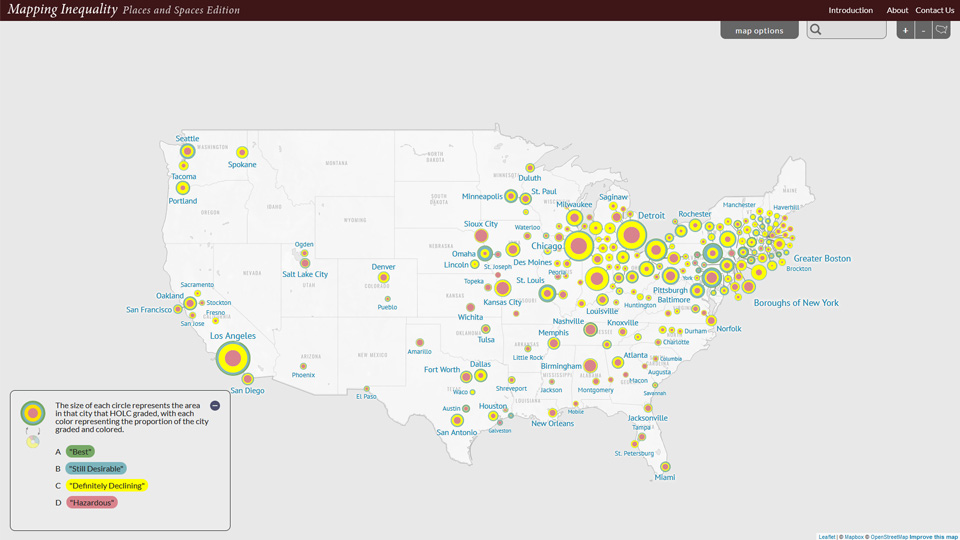 Mapping Inequality Places and Spaces Edition
Introduction
About
Contact Us
map options
+
-
Seattle
WASHINGTON
Spokane
Tacoma
Portland
OREGON
MONTANA
NORTH
DAKOTA
MINNESOTA
Duluth
MAINE
IDAHO
SOUTH
DAKOTA
Minneapolis
St. Paul
Saginaw
Manchester
Haverhill
WYOMING
Milwaukee
Detroit
Rochester
Sioux City
Waterloo
Ogden
NEBRASKA
Omaha
Chicago
Greater Boston
Salt Lake City
Denver
Lincoln
Des Moines
St. Joseph
Peoria
Brockton
NEVADA
UTAH
COLORADO
Sacramento
Oakland
Stockton
San Francisco
Fresno
San Jose
Pueblo
Topeka
KANSAS
Kansas City
St. Louis
Pittsburgh
York
Baltimore
Boroughs of New York
Huntington
Louisville
Wichita
Los Angeles
San Diego
ARIZONA
Phoenix
NEW MEXICO
Amarillo
OKLAHOMA
Tulsa
Nashville
Knoxville
Norfolk
Memphis
Durham
Charlotte
Little Rock
ARKANSAS
Birmingham
Atlanta
Columbia
Augusta
El Paso
Fort Worth
Dallas
Waco
Shreveport
MISSISSIPPI
Jackson
ALABAMA
Montgomery
Macon
Savannah
LOUISIANA
Austin
Houston
San Antonio
Galveston
New Orleans
Mobile
Jacksonville
Tampa
St. Petersburg
Miami
The size of each circle represents the area
in that city that HOLC graded, with each
color representing the proportion of the city
graded and colored.
A "Best"
B "Still Desirable"
C "Definitely Declining"
D "Hazardous"
Leaflet | © Mapbox © OpenStreetMap Improve this map